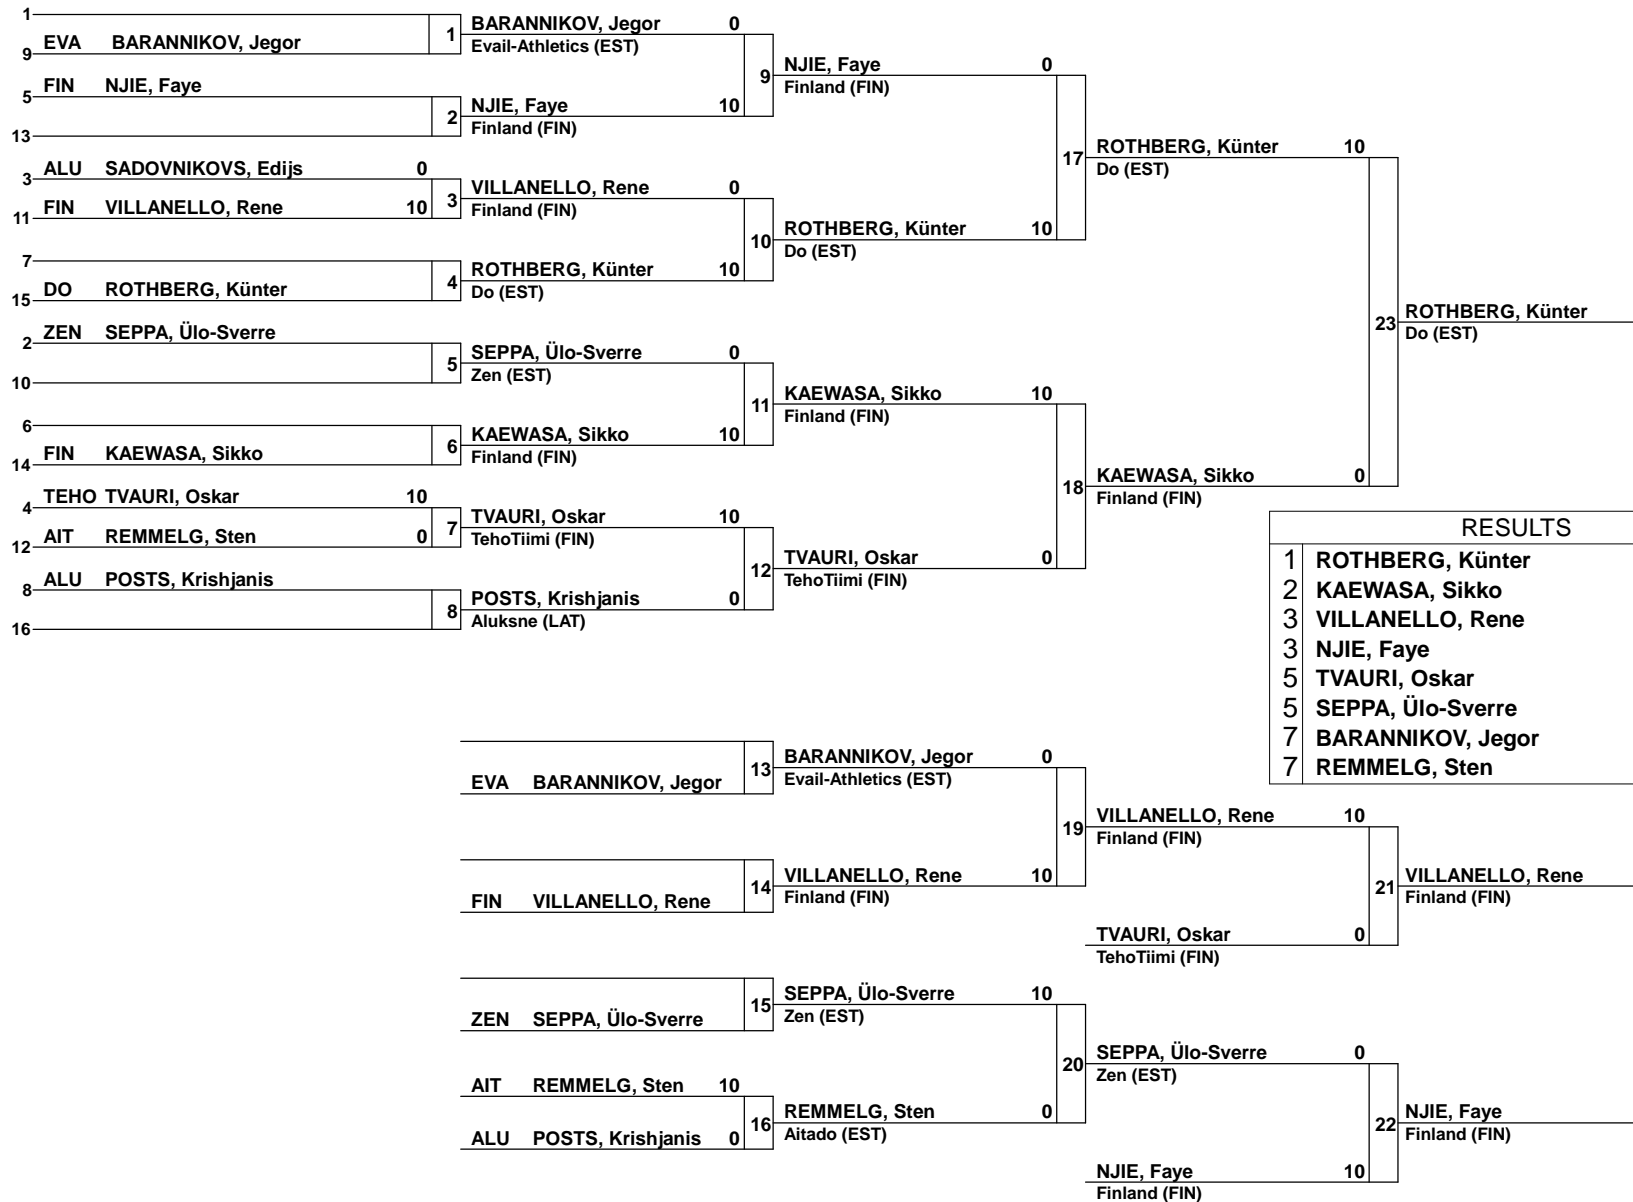 1
EVA BARANNIKOV, Jegor
9
1
FIN NJIE, Faye
5
13
2
ALU SADOVNIKOVS, Edijs 0
3
FIN VILLANELLO, Rene 10
11
3
7
DO ROTHBERG, Künter
15
4
ZEN SEPPA, Ülo-Sverre
2
10
5
6
FIN KAEWASA, Sikko
14
6
TEHO TVAURI, Oskar 10
4
AIT REMMELG, Sten 0
12
7
ALU POSTS, Krishjanis
8
16
8
BARANNIKOV, Jegor 0
Evail-Athletics (EST)
NJIE, Faye 10
Finland (FIN)
9
VILLANELLO, Rene 0
Finland (FIN)
ROTHBERG, Künter 10
Do (EST)
10
SEPPA, Ülo-Sverre 0
Zen (EST)
KAEWASA, Sikko 10
Finland (FIN)
11
TVAURI, Oskar 10
TehoTiimi (FIN)
POSTS, Krishjanis 0
Aluksne (LAT)
12
NJIE, Faye 0
Finland (FIN)
ROTHBERG, Künter 10
Do (EST)
17
KAEWASA, Sikko 10
Finland (FIN)
TVAURI, Oskar 0
TehoTiimi (FIN)
18
ROTHBERG, Künter 10
Do (EST)
KAEWASA, Sikko 0
Finland (FIN)
23
ROTHBERG, Künter
Do (EST)
RESULTS
1 ROTHBERG, Künter
2 KAEWASA, Sikko
3 VILLANELLO, Rene
3 NJIE, Faye
5 TVAURI, Oskar
5 SEPPA, Ülo-Sverre
7 BARANNIKOV, Jegor
7 REMMELG, Sten
EVA BARANNIKOV, Jegor
13
FIN VILLANELLO, Rene
14
ZEN SEPPA, Ülo-Sverre
15
AIT REMMELG, Sten 10
ALU POSTS, Krishjanis 0
16
BARANNIKOV, Jegor 0
Evail-Athletics (EST)
VILLANELLO, Rene 10
Finland (FIN)
19
SEPPA, Ülo-Sverre 10
Zen (EST)
REMMELG, Sten 0
Aitado (EST)
20
VILLANELLO, Rene 10
Finland (FIN)
TVAURI, Oskar 0
TehoTiimi (FIN)
21
SEPPA, Ülo-Sverre 0
Zen (EST)
NJIE, Faye 10
Finland (FIN)
22
VILLANELLO, Rene
Finland (FIN)
NJIE, Faye
Finland (FIN)